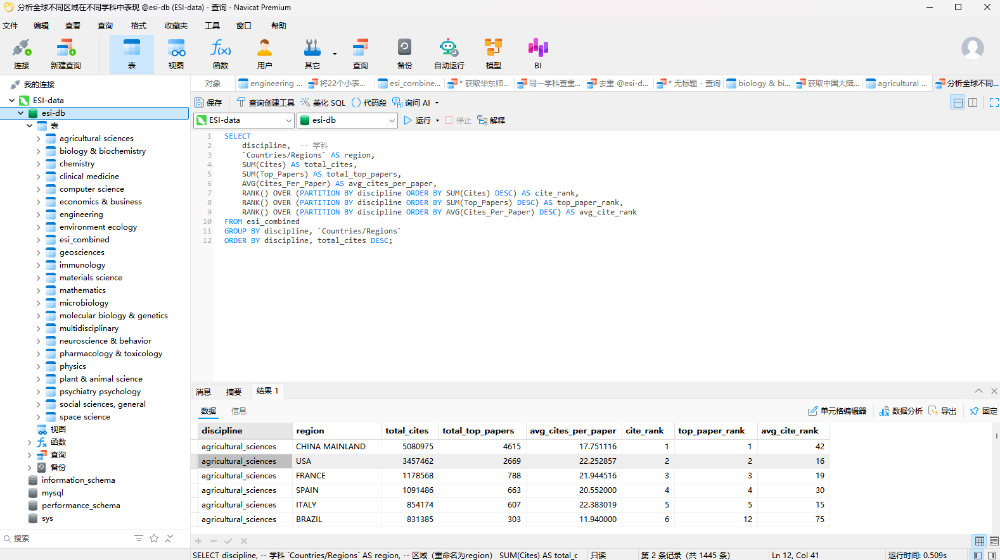 分析全球不同区域在不同学科中表现 @esi-db (ESI-data) - 查询 - Navicat Premium
文件 编辑 查看 查询 格式 收藏夹 工具 窗口 帮助
连接 新建查询 表 视图 函数 用户 其它 查询 备份 自动运行 模型 BI
我的连接
ESI-data
esi-db
表
agricultural sciences
biology & biochemistry
chemistry
clinical medicine
computer science
economics & business
engineering
environment ecology
esi_combined
geosciences
immunology
materials science
mathematics
microbiology
molecular biology & genetics
multidisciplinary
neuroscience & behavior
pharmacology & toxicology
physics
plant & animal science
psychiatry psychology
social sciences, general
space science
视图
函数
查询
备份
information_schema
mysql
performance_schema
sys
搜索
对象 engineering ... 将22个小表... esi_combine... * 获取华东师... 同一学科查重... 去重 @esi-d... * 无标题 - 查询 biology & bi... 获取中国大陆... agricultural ... 分析全球不同...
保存 查询创建工具 美化 SQL () 代码段 询问 AI
ESI-data esi-db 运行 停止 解释
1 SELECT
2 discipline, -- 学科
3 `Countries/Regions` AS region,
4 SUM(Cites) AS total_cites,
5 SUM(Top_Papers) AS total_top_papers,
6 AVG(Cites_Per_Paper) AS avg_cites_per_paper,
7 RANK() OVER (PARTITION BY discipline ORDER BY SUM(Cites) DESC) AS cite_rank,
8 RANK() OVER (PARTITION BY discipline ORDER BY SUM(Top_Papers) DESC) AS top_paper_rank,
9 RANK() OVER (PARTITION BY discipline ORDER BY AVG(Cites_Per_Paper) DESC) AS avg_cite_rank
10 FROM esi_combined
11 GROUP BY discipline, `Countries/Regions`
12 ORDER BY discipline, total_cites DESC;
消息 摘要 结果 1
数据 信息 单元格编辑器 数据分析 导出 固定
discipline region total_cites total_top_papers avg_cites_per_paper cite_rank top_paper_rank avg_cite_rank
agricultural_sciences CHINA MAINLAND 5080975 4615 17.751116 1 1 42
agricultural_sciences USA 3457462 2669 22.252857 2 2 16
agricultural_sciences FRANCE 1178568 788 21.944516 3 3 19
agricultural_sciences SPAIN 1091486 663 20.552000 4 4 30
agricultural_sciences ITALY 854174 607 22.383019 5 5 15
agricultural_sciences BRAZIL 831385 303 11.940000 6 12 75
SELECT discipline, -- 学科 `Countries/Regions` AS region, -- 区域（重命名为region） SUM(Cites) AS total_c 只读 第 2 条记录 (共 1445 条) Ln 12, Col 41 运行时间: 0.509s